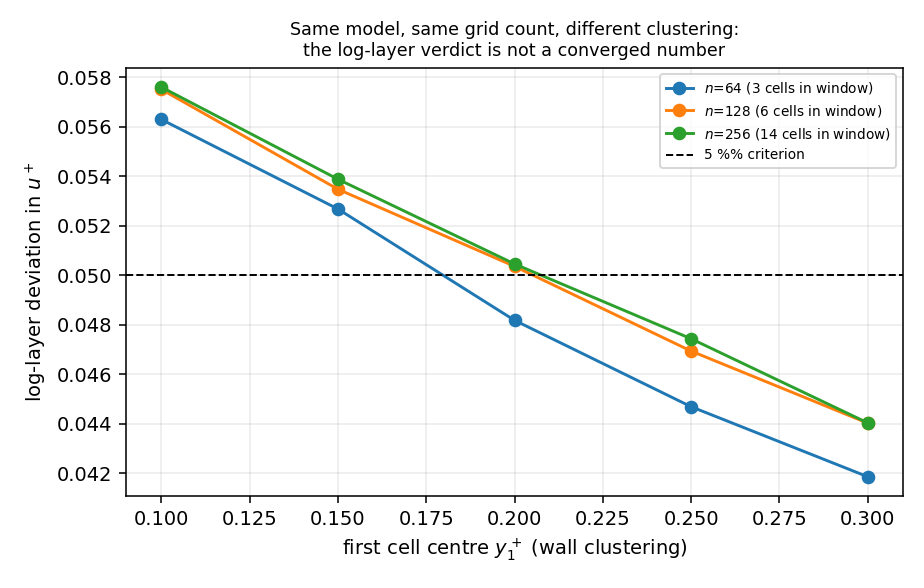 Same model, same grid count, different clustering:
the log-layer verdict is not a converged number
0.058
0.056
0.054
0.052
0.050
0.048
0.046
0.044
0.042
log-layer deviation in u⁺
n=64 (3 cells in window)
n=128 (6 cells in window)
n=256 (14 cells in window)
5 %% criterion
0.100 0.125 0.150 0.175 0.200 0.225 0.250 0.275 0.300
first cell centre y₁⁺ (wall clustering)